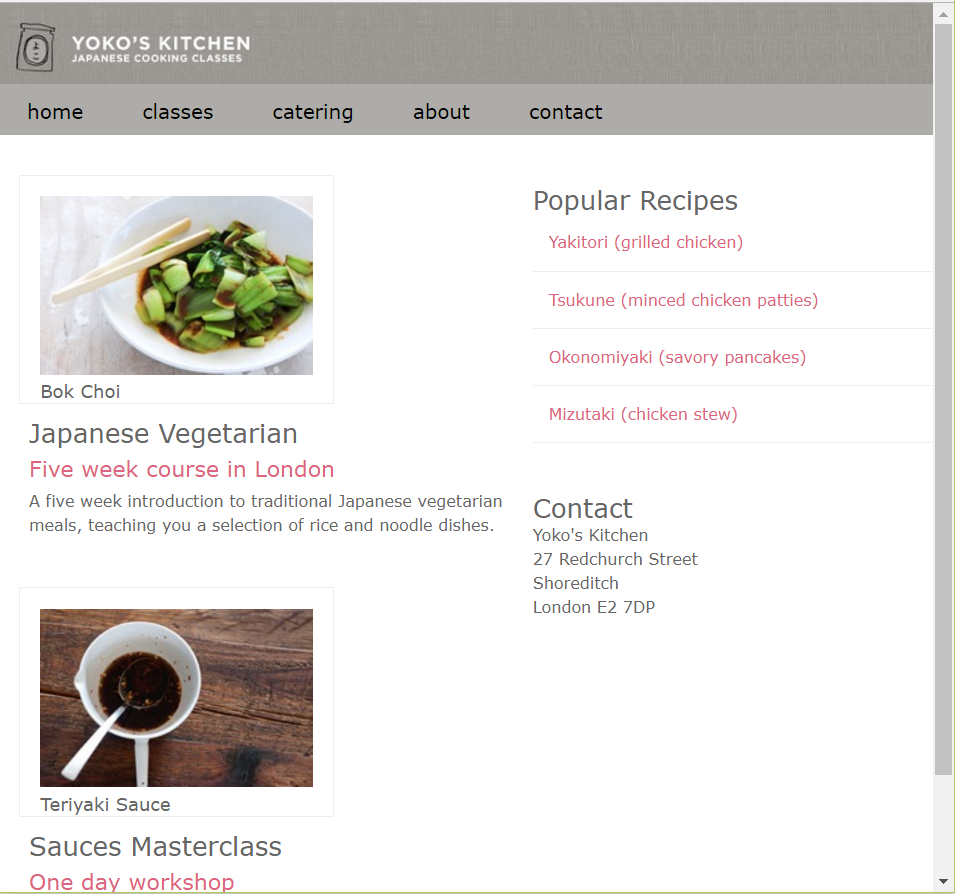 YOKO'S KITCHEN
JAPANESE COOKING CLASSES
home classes catering about contact
Bok Choi
Japanese Vegetarian
Five week course in London
A five week introduction to traditional Japanese vegetarian
meals, teaching you a selection of rice and noodle dishes.
Teriyaki Sauce
Sauces Masterclass
One day workshop
Popular Recipes
Yakitori (grilled chicken)
Tsukune (minced chicken patties)
Okonomiyaki (savory pancakes)
Mizutaki (chicken stew)
Contact
Yoko's Kitchen
27 Redchurch Street
Shoreditch
London E2 7DP